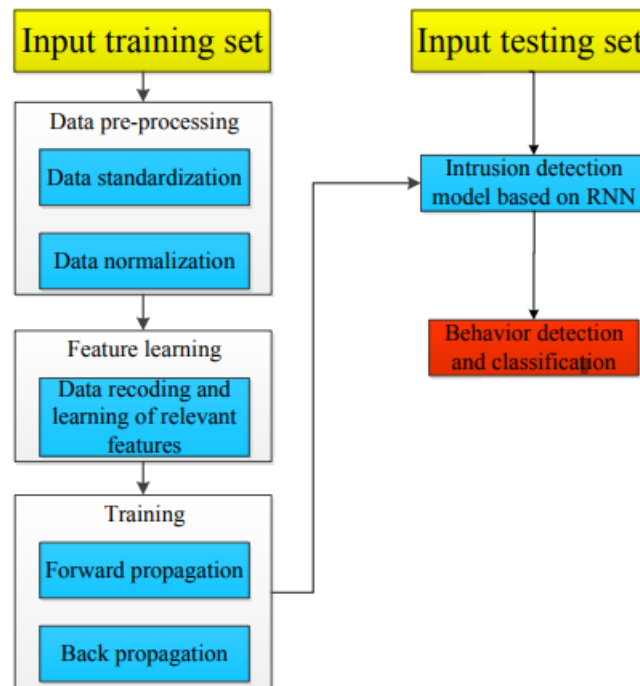 Input training set
Data pre-processing
Data standardization
Data normalization
Feature learning
Data recoding and
learning of relevant
features
Training
Forward propagation
Back propagation
Input testing set
Intrusion detection
model based on RNN
Behavior detection
and classification